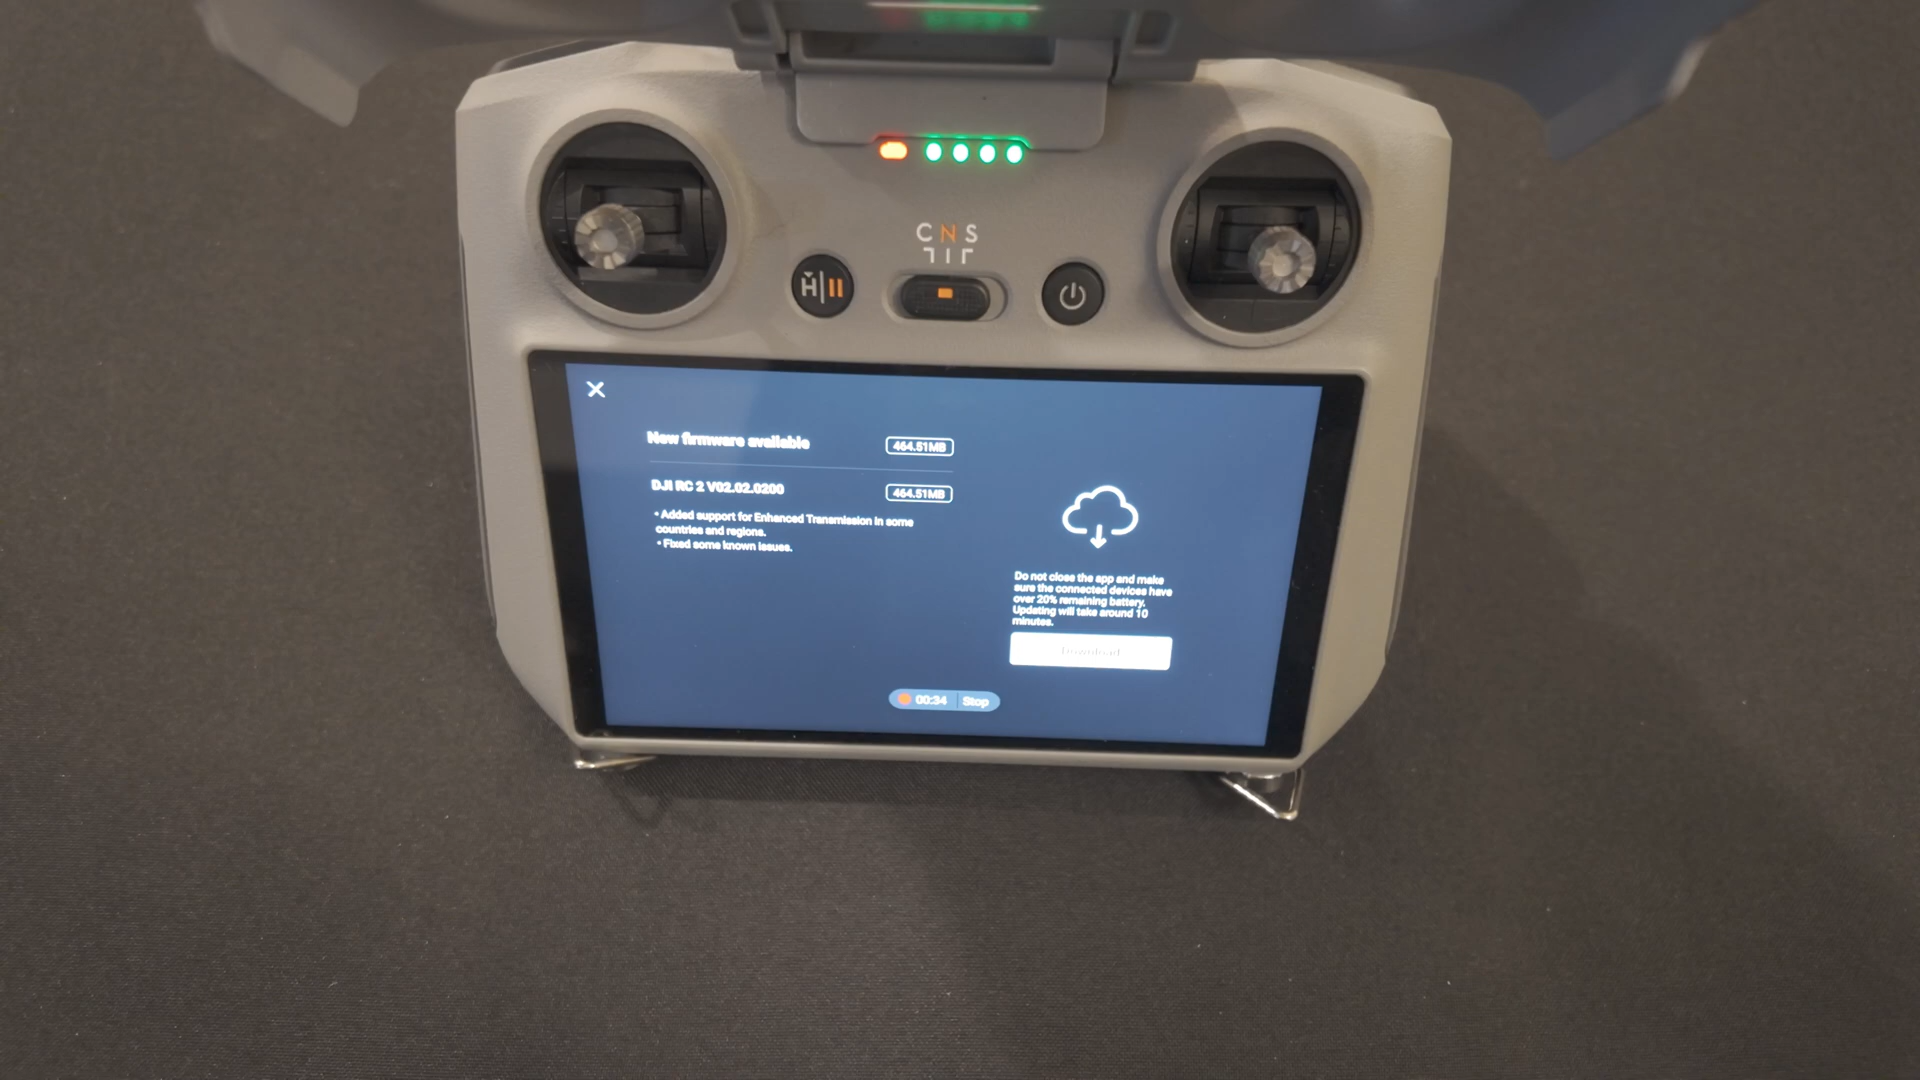 C N S
H
New firmware available 464.51MB
DJI RC 2 V02.02.0200 464.51MB
• Added support for Enhanced Transmission in some
countries and regions.
• Fixed some known issues.
Do not close the app and make
sure the connected devices have
over 20% remaining battery.
Updating will take around 10
minutes.
Download
00:34 Stop